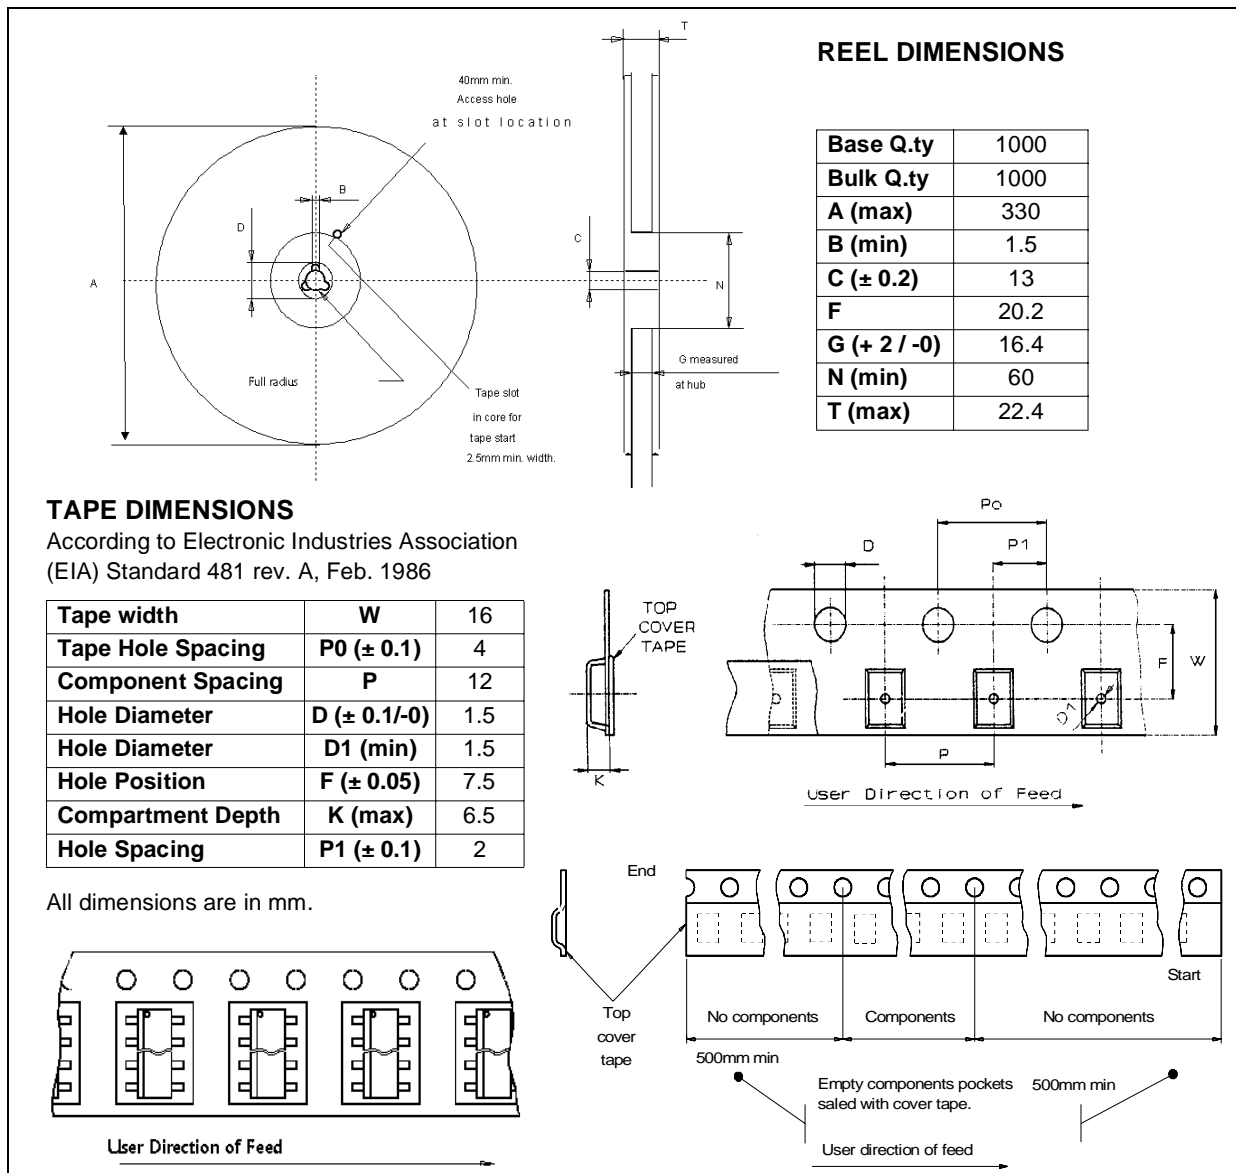 REEL DIMENSIONS
T
40mm min.
Access hole
at slot location
B
D
C
A
N
G measured
at hub
Full radius
Tape slot
in core for
tape start
2.5mm min. width.
Base Q.ty 1000
Bulk Q.ty 1000
A (max) 330
B (min) 1.5
C (± 0.2) 13
F 20.2
G (+ 2 / -0) 16.4
N (min) 60
T (max) 22.4
TAPE DIMENSIONS
According to Electronic Industries Association
(EIA) Standard 481 rev. A, Feb. 1986
Tape width W 16
Tape Hole Spacing P0 (± 0.1) 4
Component Spacing P 12
Hole Diameter D (± 0.1/-0) 1.5
Hole Diameter D1 (min) 1.5
Hole Position F (± 0.05) 7.5
Compartment Depth K (max) 6.5
Hole Spacing P1 (± 0.1) 2
All dimensions are in mm.
Po
D
P1
TOP
COVER
TAPE
F
W
D1
P
K
User Direction of Feed
End
Start
Top
cover
tape
No components
Components
No components
500mm min
Empty components pockets
saled with cover tape.
500mm min
User direction of feed
User Direction of Feed